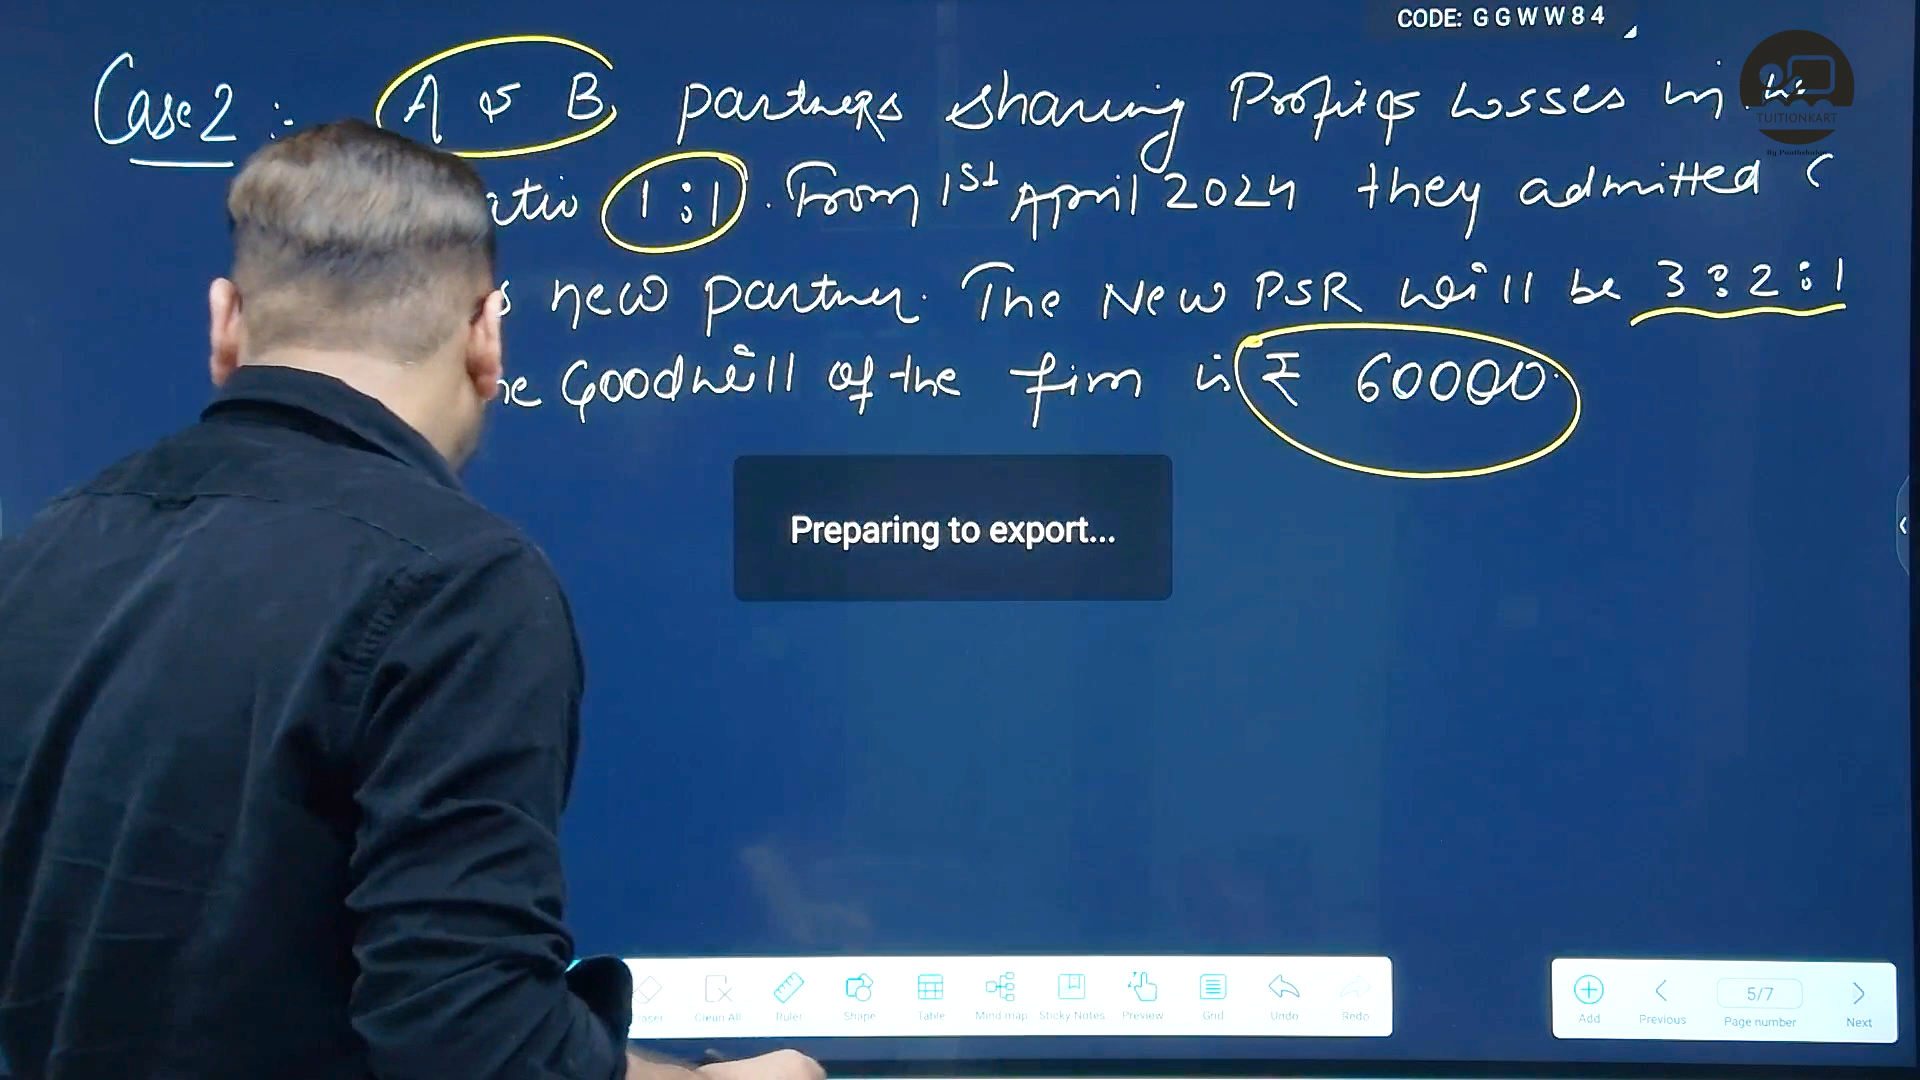 CODE: GGWW84
TUITIONKART
Case 2 :- A & B partners sharing Profit & Losses in
atio 1:1. From 1st April 2024 they admitted C
s new partner. The New PSR will be 3:2:1
he Goodwill of the firm is ₹ 60000.
Preparing to export...
Eraser Clean All Ruler Shape Table Mind map Sticky Notes Preview Grid Undo Redo
Add Previous 5/7 Page number Next